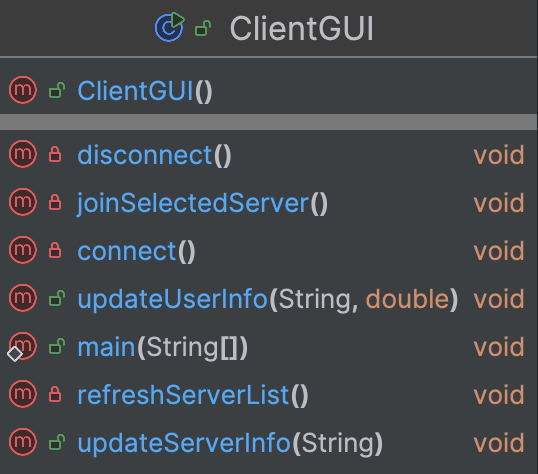 ClientGUI
ClientGUI()
disconnect() void
joinSelectedServer() void
connect() void
updateUserInfo(String, double) void
main(String[]) void
refreshServerList() void
updateServerInfo(String) void